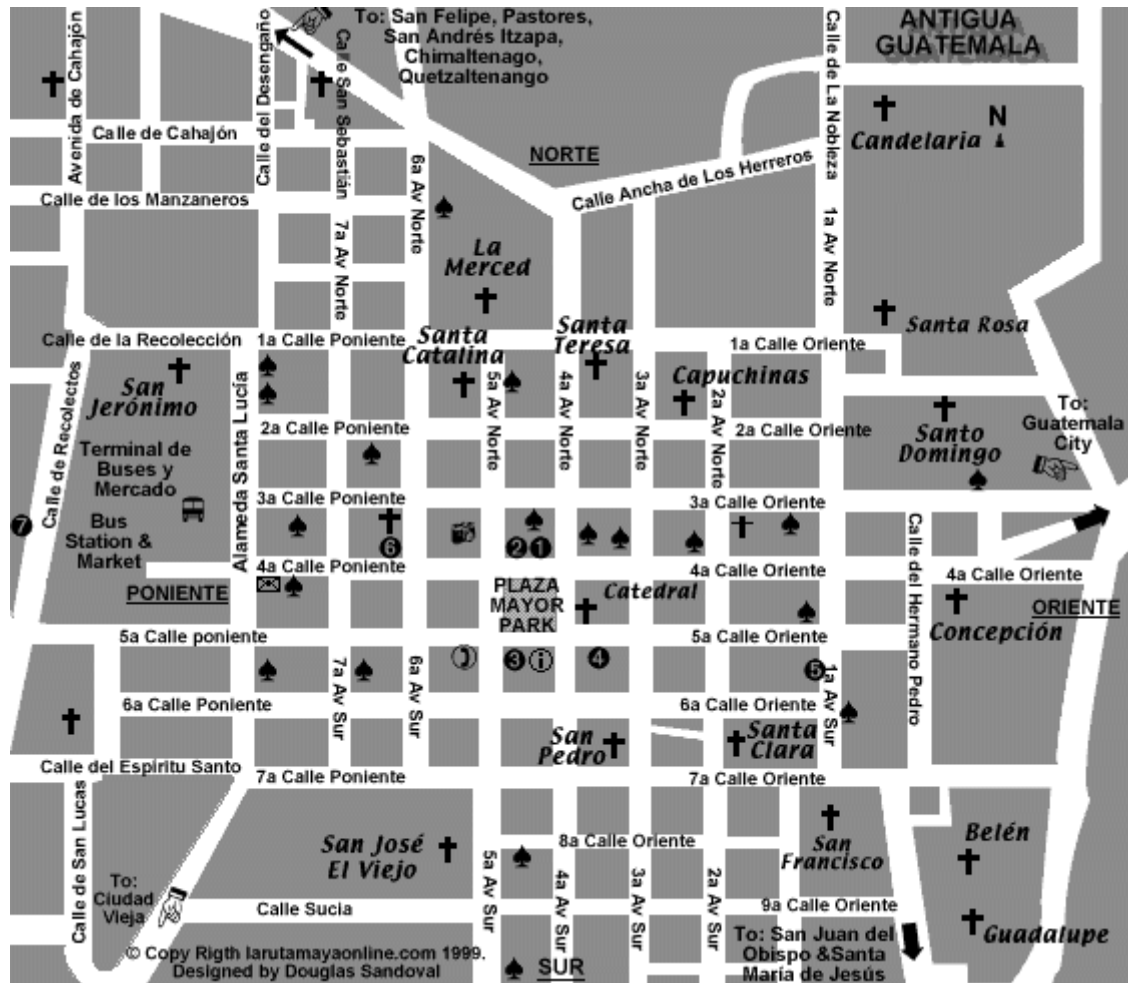 ANTIGUA
GUATEMALA
To: San Felipe, Pastores,
San Andrés Itzapa,
Chimaltenago,
Quetzaltenango
Avenida de Cahajón
Calle del Desengaño
Calle San Sebastián
Calle de La Nobleza
Calle de Cahajón
NORTE
Candelaria
N
Calle Ancha de Los Herreros
6a Av Norte
7a Av Norte
1a Av Norte
Calle de los Manzaneros
La
Merced
Santa Rosa
Calle de la Recolección
1a Calle Poniente
Santa
Catalina
Santa
Teresa
1a Calle Oriente
Capuchinas
San
Jerónimo
Calle de Recolectos
Alameda Santa Lucía
5a Av Norte
4a Av Norte
3a Av Norte
2a Av Norte
2a Calle Poniente
2a Calle Oriente
Santo
Domingo
To:
Guatemala
City
Terminal de
Buses y
Mercado
Bus
Station &
Market
7
3a Calle Poniente
3a Calle Oriente
6
2 1
4a Calle Poniente
4a Calle Oriente
4a Calle Oriente
PONIENTE
PLAZA
MAYOR
PARK
Catedral
Calle del Hermano Pedro
Concepción
ORIENTE
5a Calle poniente
5a Calle Oriente
3 i
4
5
7a Av Sur
6a Av Sur
1a Av Sur
6a Calle Poniente
6a Calle Oriente
San
Pedro
Santa
Clara
Calle del Espiritu Santo
7a Calle Poniente
7a Calle Oriente
Calle de San Lucas
San José
El Viejo
8a Calle Oriente
San
Francisco
Belén
5a Av Sur
4a Av Sur
3a Av Sur
2a Av Sur
To:
Ciudad
Vieja
Calle Sucia
9a Calle Oriente
Guadalupe
To: San Juan del
Obispo &Santa
María de Jesús
© Copy Rigth larutamayaonline.com 1999.
Designed by Douglas Sandoval
SUR